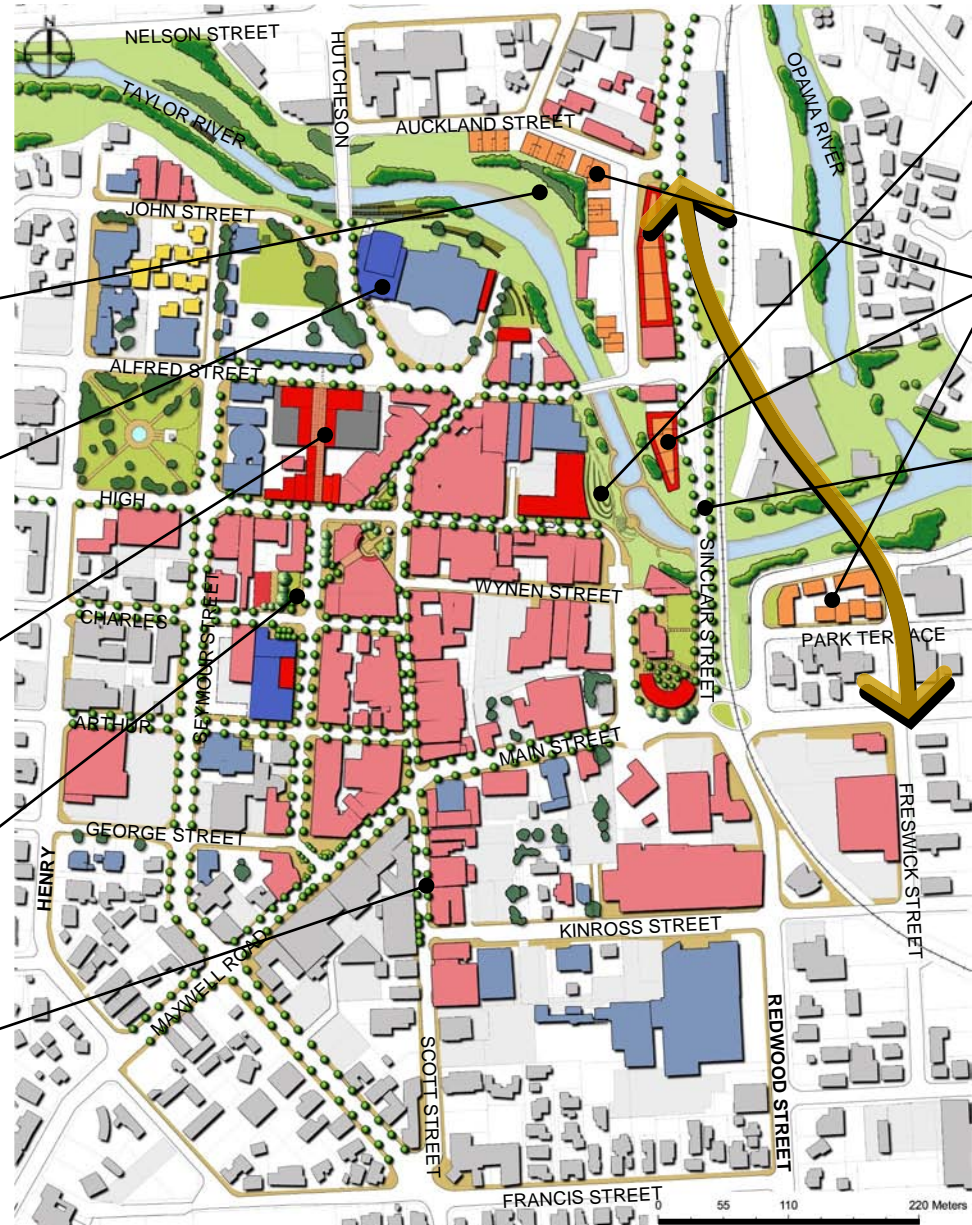 N
NELSON STREET
HUTCHESON
TAYLOR RIVER
OPAWA RIVER
AUCKLAND STREET
JOHN STREET
ALFRED STREET
HIGH
SEYMOUR STREET
WYNEN STREET
SINCLAIR STREET
CHARLES
PARK TERRACE
ARTHUR
MAIN STREET
GEORGE STREET
HENRY
FRESWICK STREET
KINROSS STREET
MAXWELL ROAD
SCOTT STREET
REDWOOD STREET
FRANCIS STREET
0 55 110 220 Meters